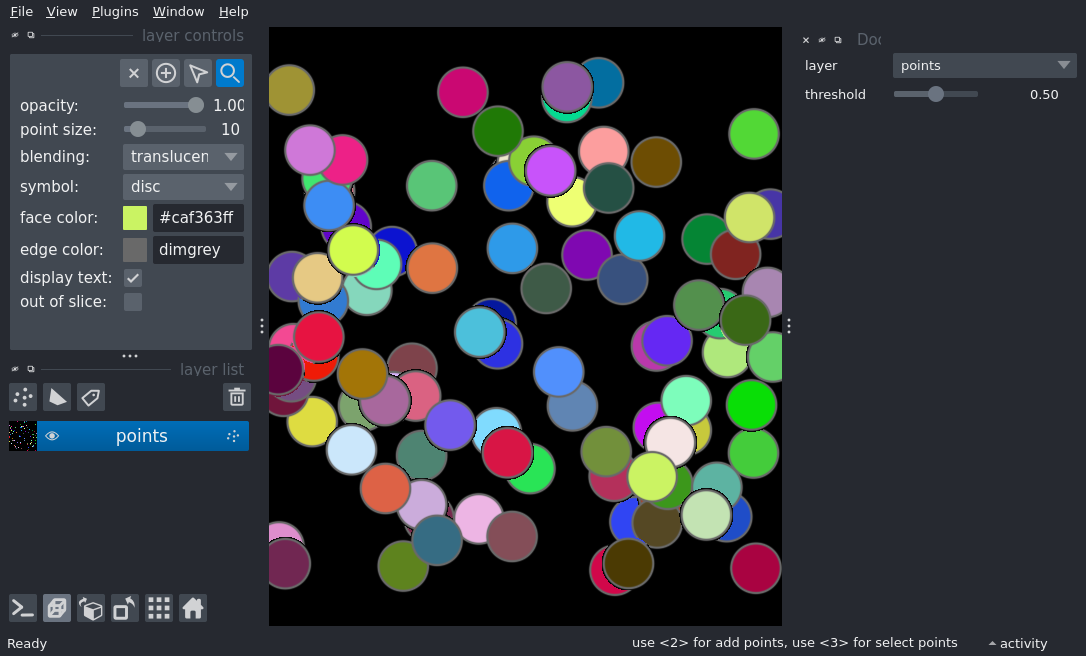 File View Plugins Window Help
layer controls
opacity: 1.00
point size: 10
blending: translucen
symbol: disc
face color: #caf363ff
edge color: dimgrey
display text:
out of slice:
layer list
points
Doc
layer points
threshold 0.50
Ready
use <2> for add points, use <3> for select points
activity